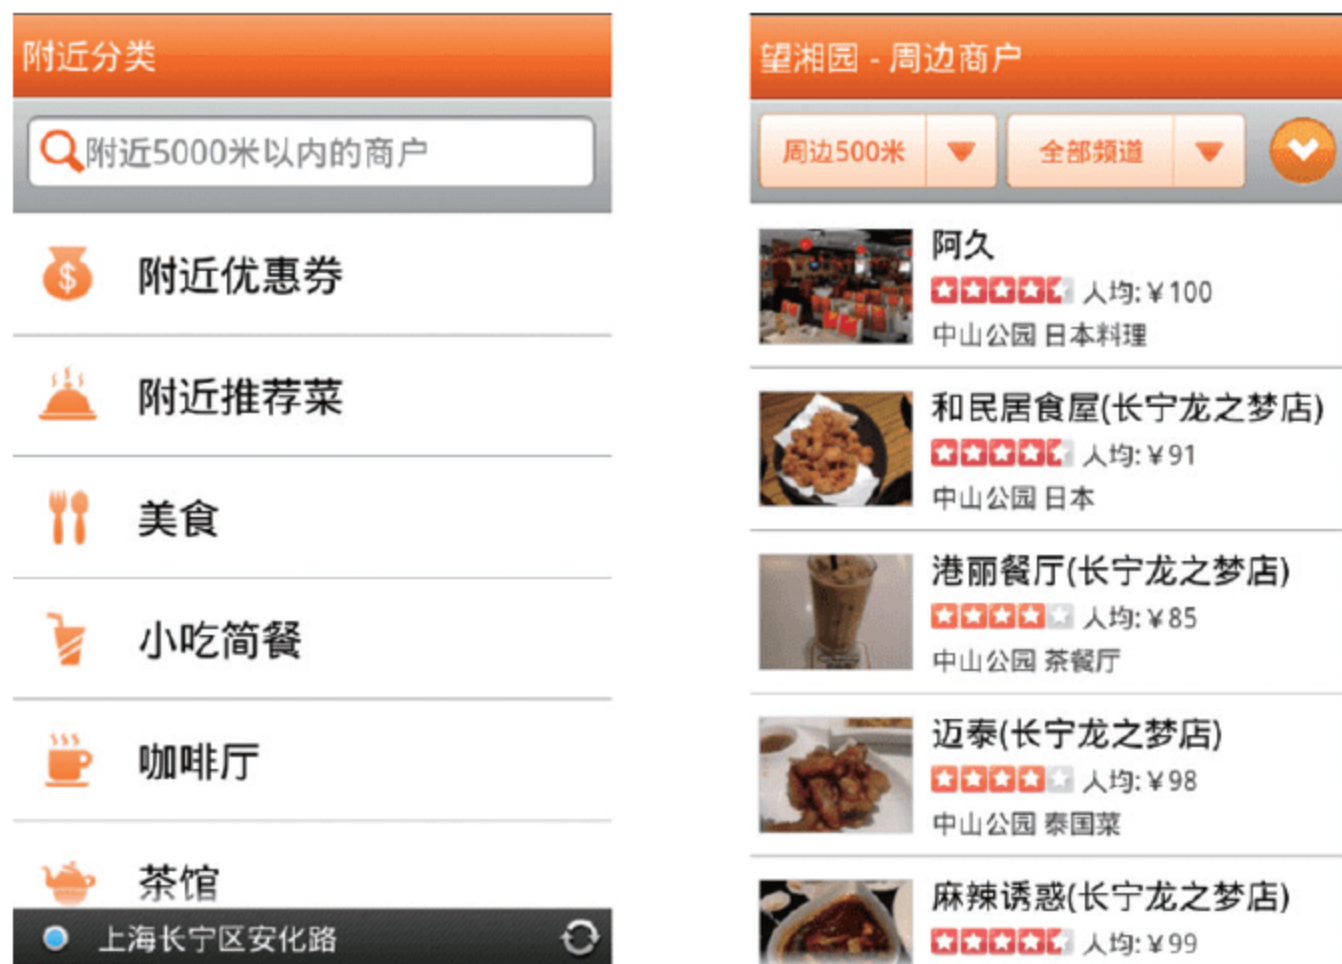 附近分类
附近5000米以内的商户
附近优惠券
附近推荐菜
美食
小吃简餐
咖啡厅
茶馆
上海长宁区安化路
望湘园 - 周边商户
周边500米
全部频道
阿久
人均:¥100
中山公园 日本料理
和民居食屋(长宁龙之梦店)
人均:¥91
中山公园 日本
港丽餐厅(长宁龙之梦店)
人均:¥85
中山公园 茶餐厅
迈泰(长宁龙之梦店)
人均:¥98
中山公园 泰国菜
麻辣诱惑(长宁龙之梦店)
人均:¥99